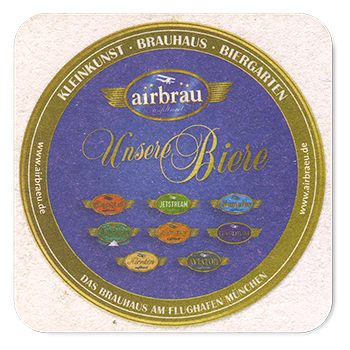 KLEINKUNST · BRAUHAUS · BIERGARTEN
airbräu
Unsere Biere
www.airbraeu.de
www.airbraeu.de
JETSTREAM
AVIATOR
DAS BRAUHAUS AM FLUGHAFEN MÜNCHEN